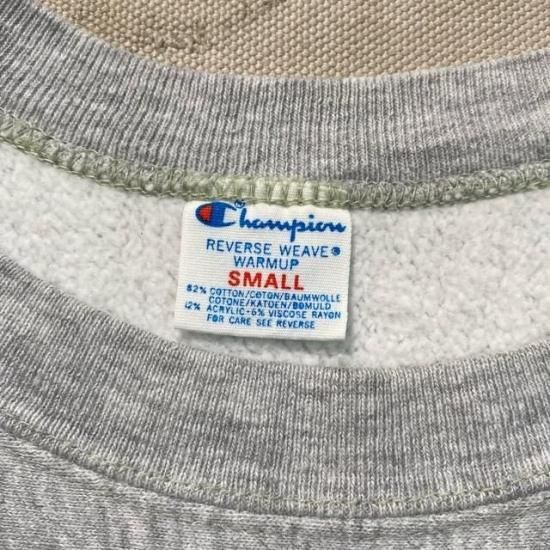 Champion
REVERSE WEAVE®
WARMUP
SMALL
82% COTTON/COTON/BAUMWOLLE
COTONE/KATOEN/BOMULD
12% ACRYLIC-6% VISCOSE RAYON
FOR CARE SEE REVERSE